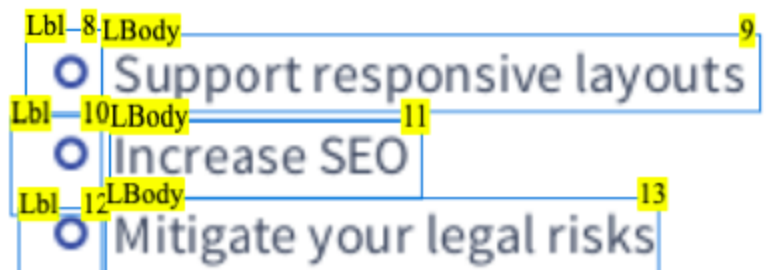 Lbl 8 LBody 9
Support responsive layouts
Lbl 10 LBody 11
Increase SEO
Lbl 12 LBody 13
Mitigate your legal risks